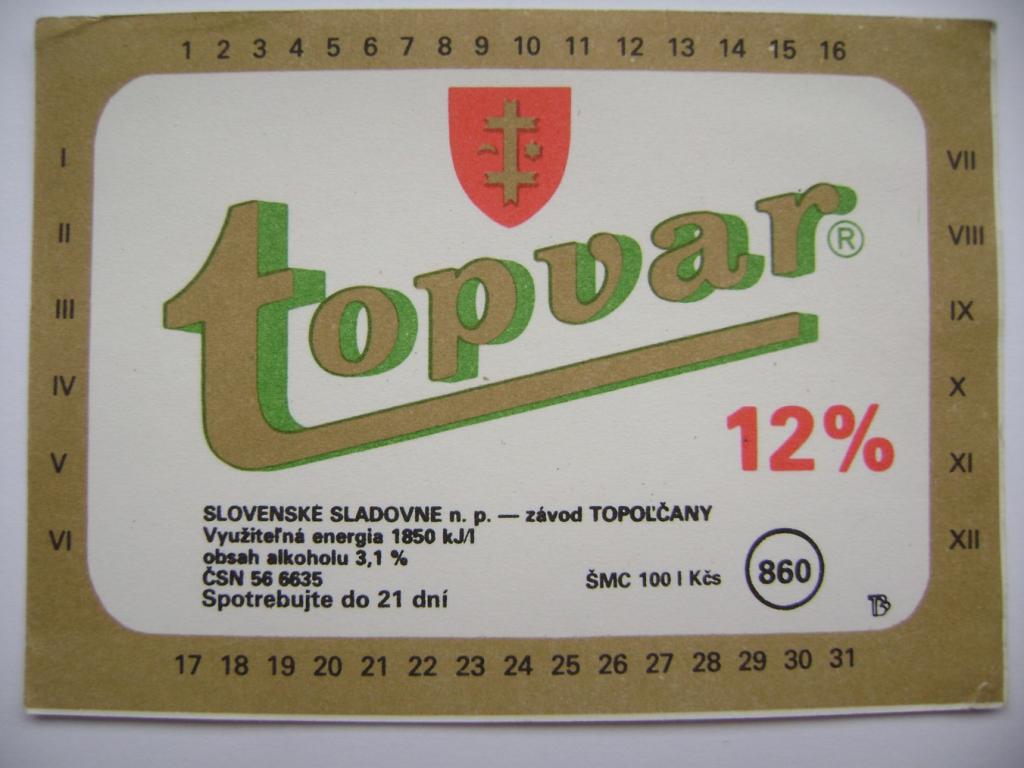 1 2 3 4 5 6 7 8 9 10 11 12 13 14 15 16
I
II
III
IV
V
VI
topvar ®
12%
SLOVENSKÉ SLADOVNE n. p. — závod TOPOĽČANY
Využiteľná energia 1850 kJ/l
obsah alkoholu 3,1 %
ČSN 56 6635
Spotrebujte do 21 dní
ŠMC 100 l Kčs 860
VII
VIII
IX
X
XI
XII
17 18 19 20 21 22 23 24 25 26 27 28 29 30 31